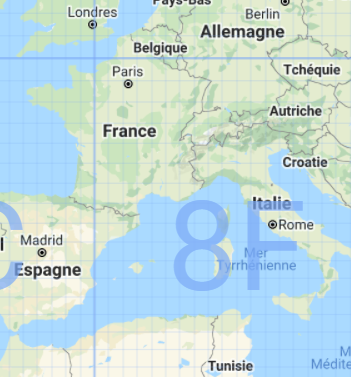 Pays-Bas
Londres
Berlin
Allemagne
Belgique
Paris
Tchéquie
Autriche
France
Croatie
Italie
Rome
8F
Madrid
Mer
Tyrrhénienne
Espagne
M
Médite
Tunisie